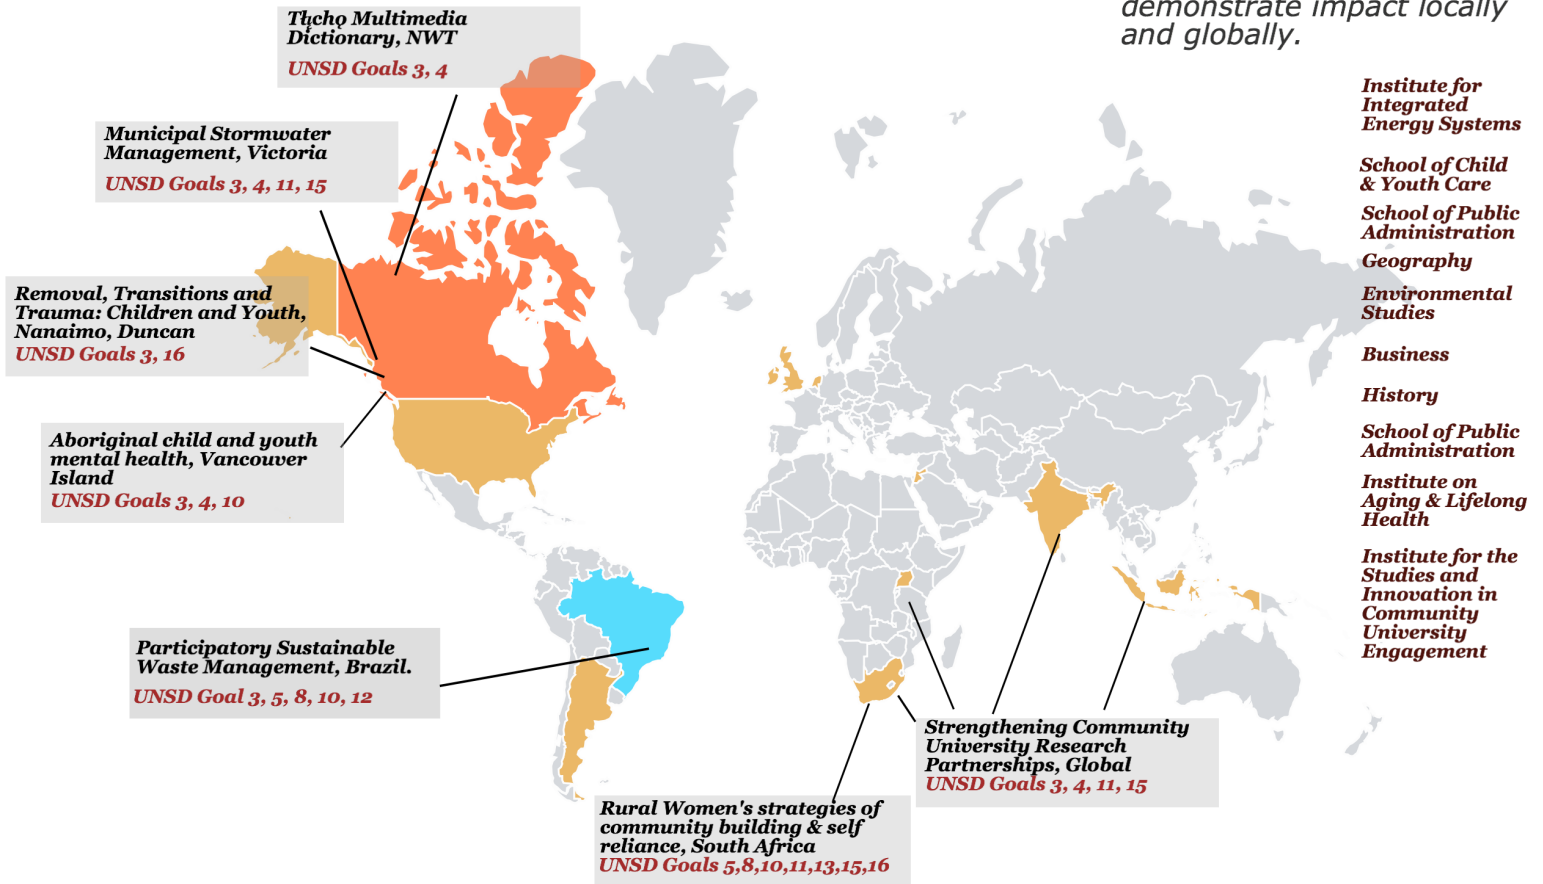 demonstrate impact locally
and globally.
Tłı̨chǫ Multimedia
Dictionary, NWT
UNSD Goals 3, 4
Municipal Stormwater
Management, Victoria
UNSD Goals 3, 4, 11, 15
Removal, Transitions and
Trauma: Children and Youth,
Nanaimo, Duncan
UNSD Goals 3, 16
Aboriginal child and youth
mental health, Vancouver
Island
UNSD Goals 3, 4, 10
Participatory Sustainable
Waste Management, Brazil.
UNSD Goal 3, 5, 8, 10, 12
Rural Women's strategies of
community building & self
reliance, South Africa
UNSD Goals 5,8,10,11,13,15,16
Strengthening Community
University Research
Partnerships, Global
UNSD Goals 3, 4, 11, 15
Institute for
Integrated
Energy Systems
School of Child
& Youth Care
School of Public
Administration
Geography
Environmental
Studies
Business
History
School of Public
Administration
Institute on
Aging & Lifelong
Health
Institute for the
Studies and
Innovation in
Community
University
Engagement